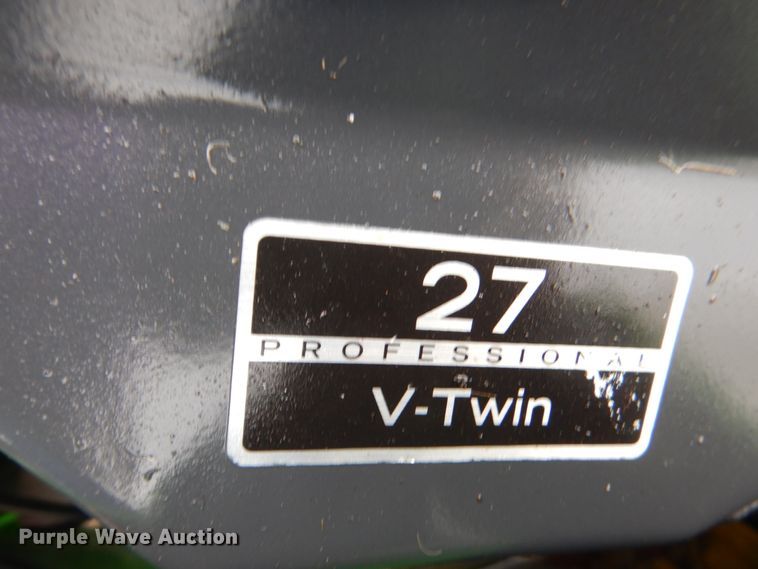 27
PROFESSIONAL
V-Twin
Purple Wave Auction